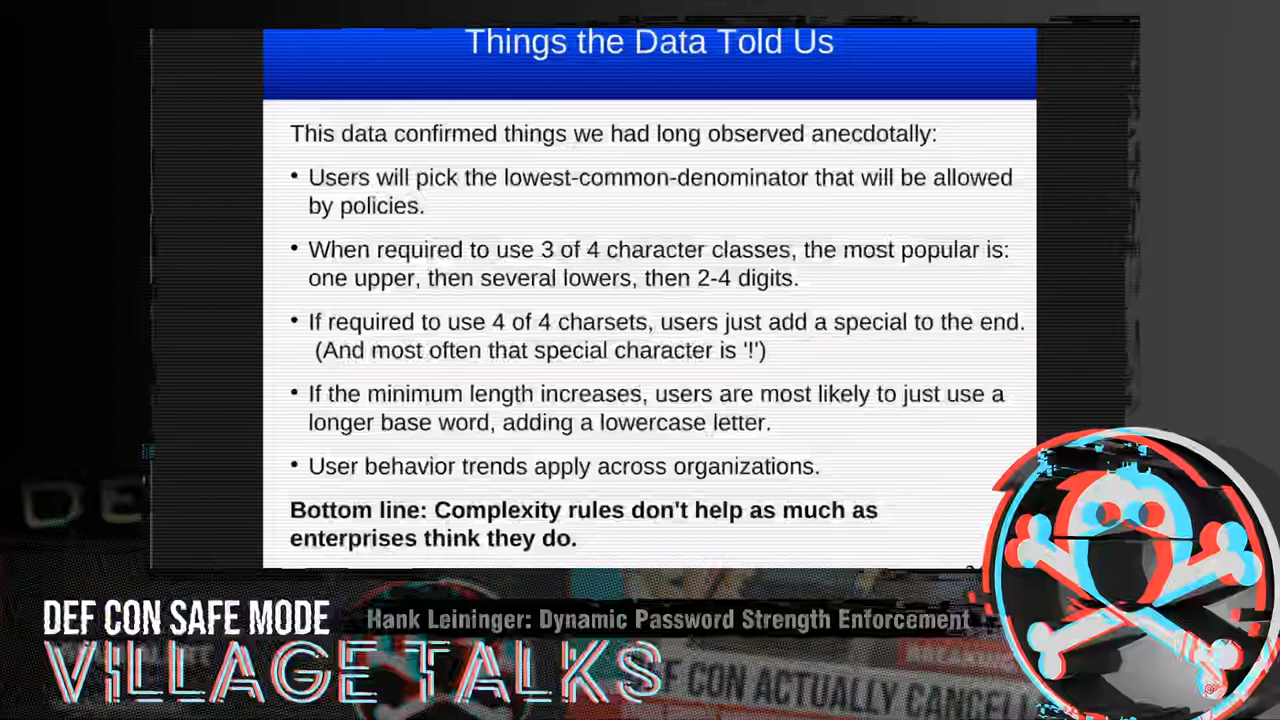 Things the Data Told Us
This data confirmed things we had long observed anecdotally:
• Users will pick the lowest-common-denominator that will be allowed
by policies.
• When required to use 3 of 4 character classes, the most popular is:
one upper, then several lowers, then 2-4 digits.
• If required to use 4 of 4 charsets, users just add a special to the end.
(And most often that special character is '!')
• If the minimum length increases, users are most likely to just use a
longer base word, adding a lowercase letter.
• User behavior trends apply across organizations.
Bottom line: Complexity rules don't help as much as
enterprises think they do.
DE
DEF CON SAFE MODE
Hank Leininger: Dynamic Password Strength Enforcement
VILLAGE TALKS
DEF CON ACTUALLY CANCELL